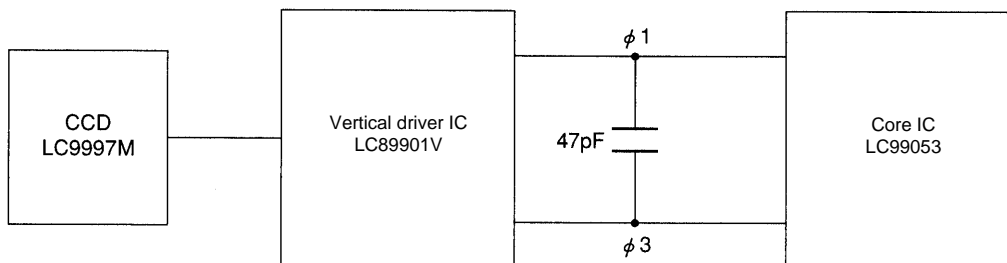 CCD
LC9997M
Vertical driver IC
LC89901V
φ1
47pF
φ3
Core IC
LC99053